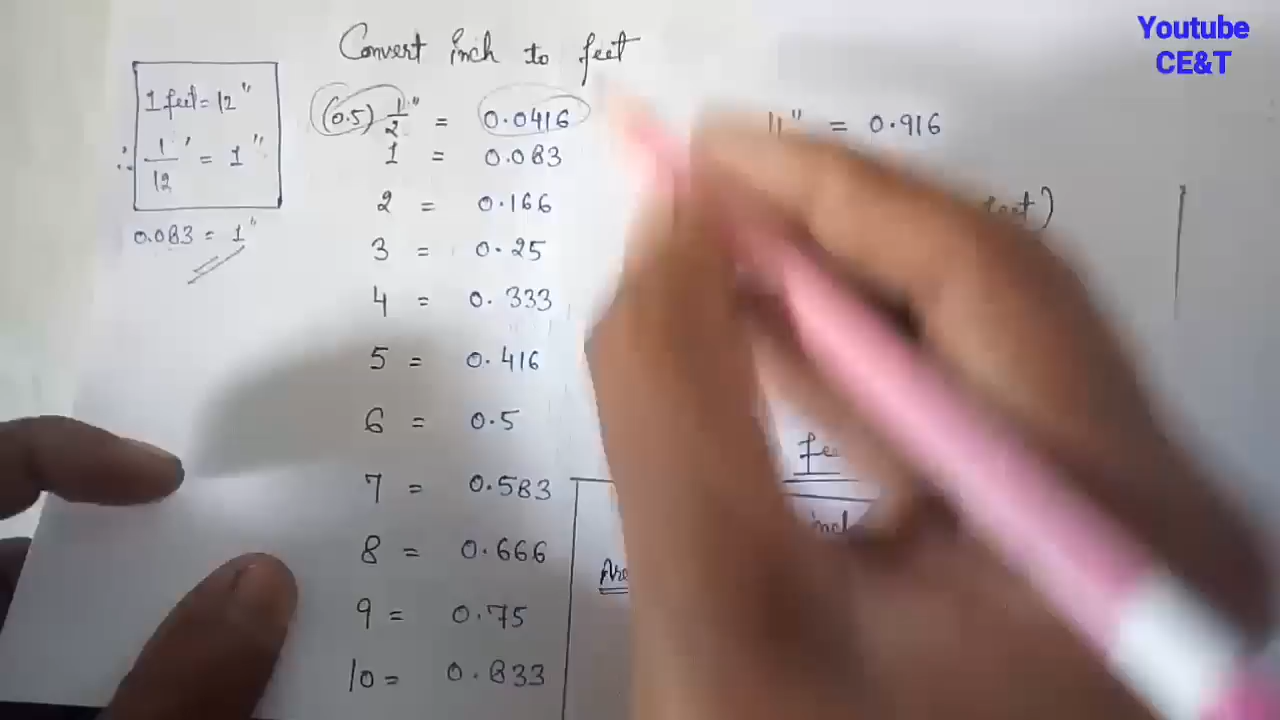 Youtube
CE&T
Convert inch to feet
1 feet = 12"
∴ 1/12' = 1"
0.083 = 1"
(0.5) 1/2" = 0.0416
1 = 0.083
2 = 0.166
3 = 0.25
4 = 0.333
5 = 0.416
6 = 0.5
7 = 0.583
8 = 0.666
9 = 0.75
10 = 0.833
11" = 0.916